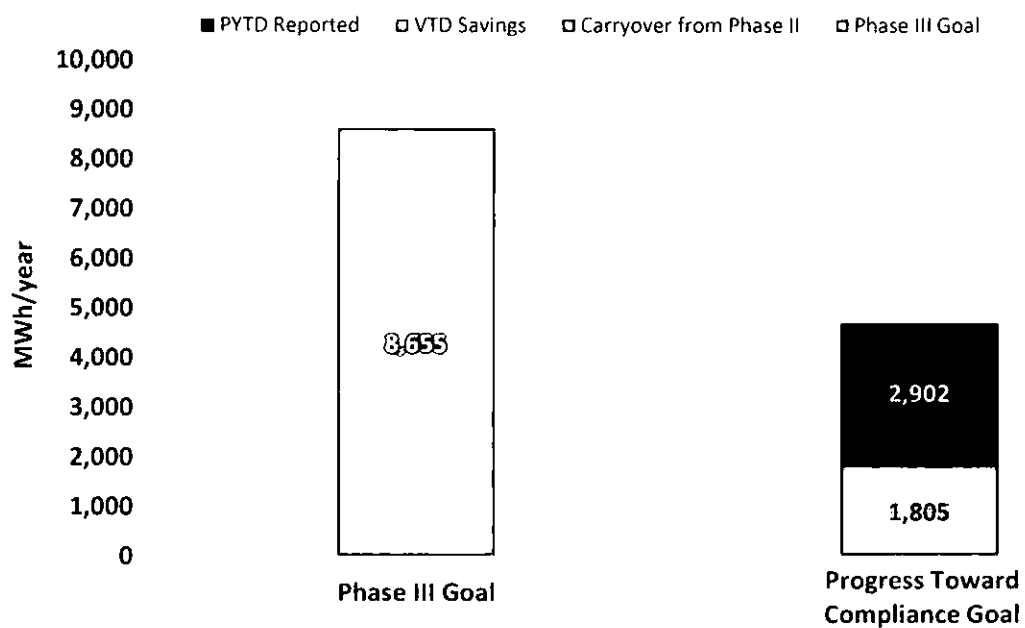 PYTD Reported VTD Savings Carryover from Phase II Phase III Goal
10,000
9,000
8,000
7,000
6,000
5,000
4,000
3,000
2,000
1,000
0
MWh/year
8,655
2,902
1,805
Phase III Goal
Progress Toward
Compliance Goal